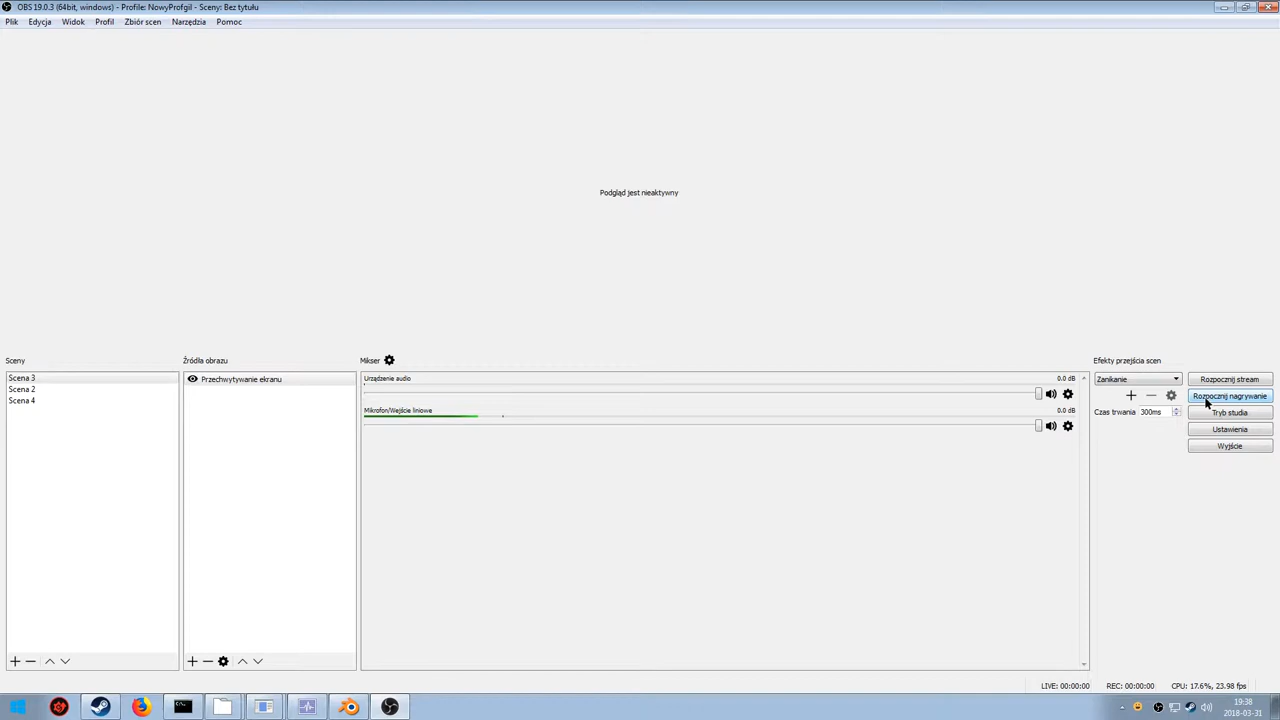 OBS 19.0.3 (64bit, windows) - Profile: NowyProfgil - Sceny: Bez tytułu
Plik Edycja Widok Profil Zbiór scen Narzędzia Pomoc
Podgląd jest nieaktywny
Sceny
Scena 3
Scena 2
Scena 4
Źródła obrazu
Przechwytywanie ekranu
Mikser
Urządzenie audio 0.0 dB
Mikrofon/Wejście liniowe 0.0 dB
Efekty przejścia scen
Zanikanie
Czas trwania 300ms
Rozpocznij stream
Rozpocznij nagrywanie
Tryb studia
Ustawienia
Wyjście
LIVE: 00:00:00 REC: 00:00:00 CPU: 17.6%, 23.98 fps
19:38
2018-03-31